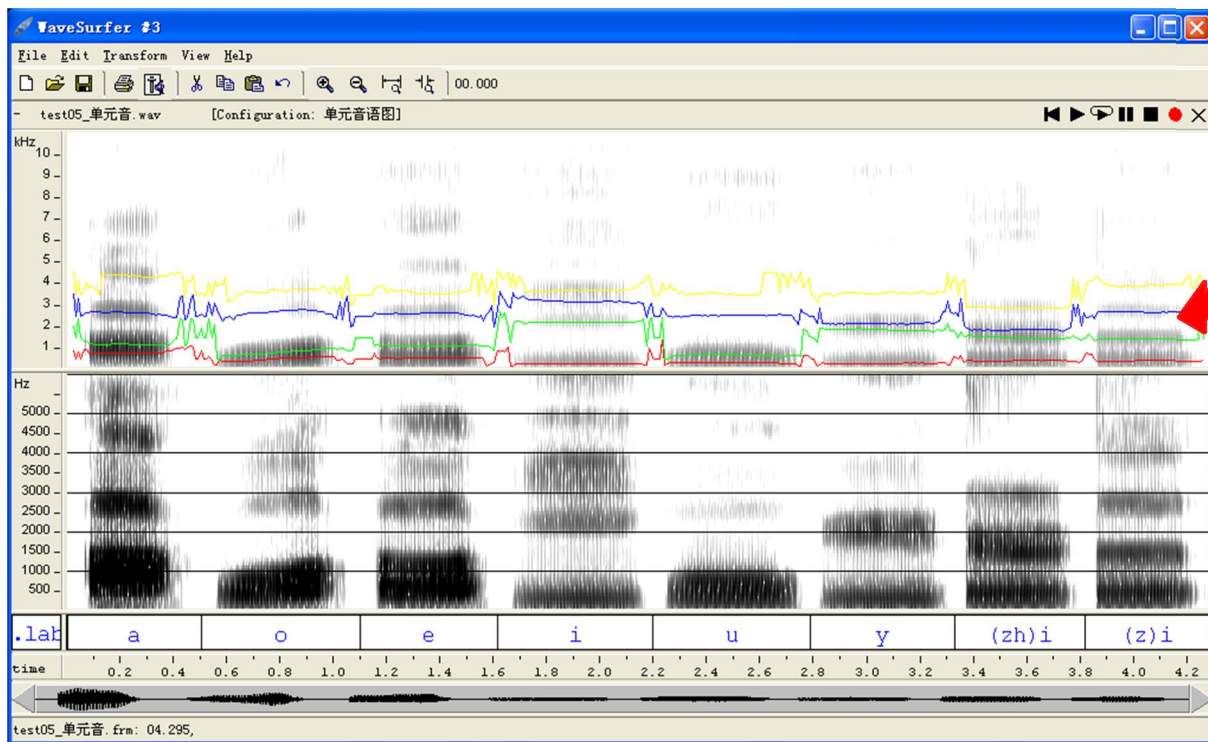 WaveSurfer #3
File Edit Transform View Help
00.000
- test05_单元音.wav [Configuration: 单元音语图]
kHz
10
9
8
7
6
5
4
3
2
1
Hz
5000
4500
4000
3500
3000
2500
2000
1500
1000
500
.lab a o e i u y (zh)i (z)i
time 0.2 0.4 0.6 0.8 1.0 1.2 1.4 1.6 1.8 2.0 2.2 2.4 2.6 2.8 3.0 3.2 3.4 3.6 3.8 4.0 4.2
test05_单元音.frm: 04.295,